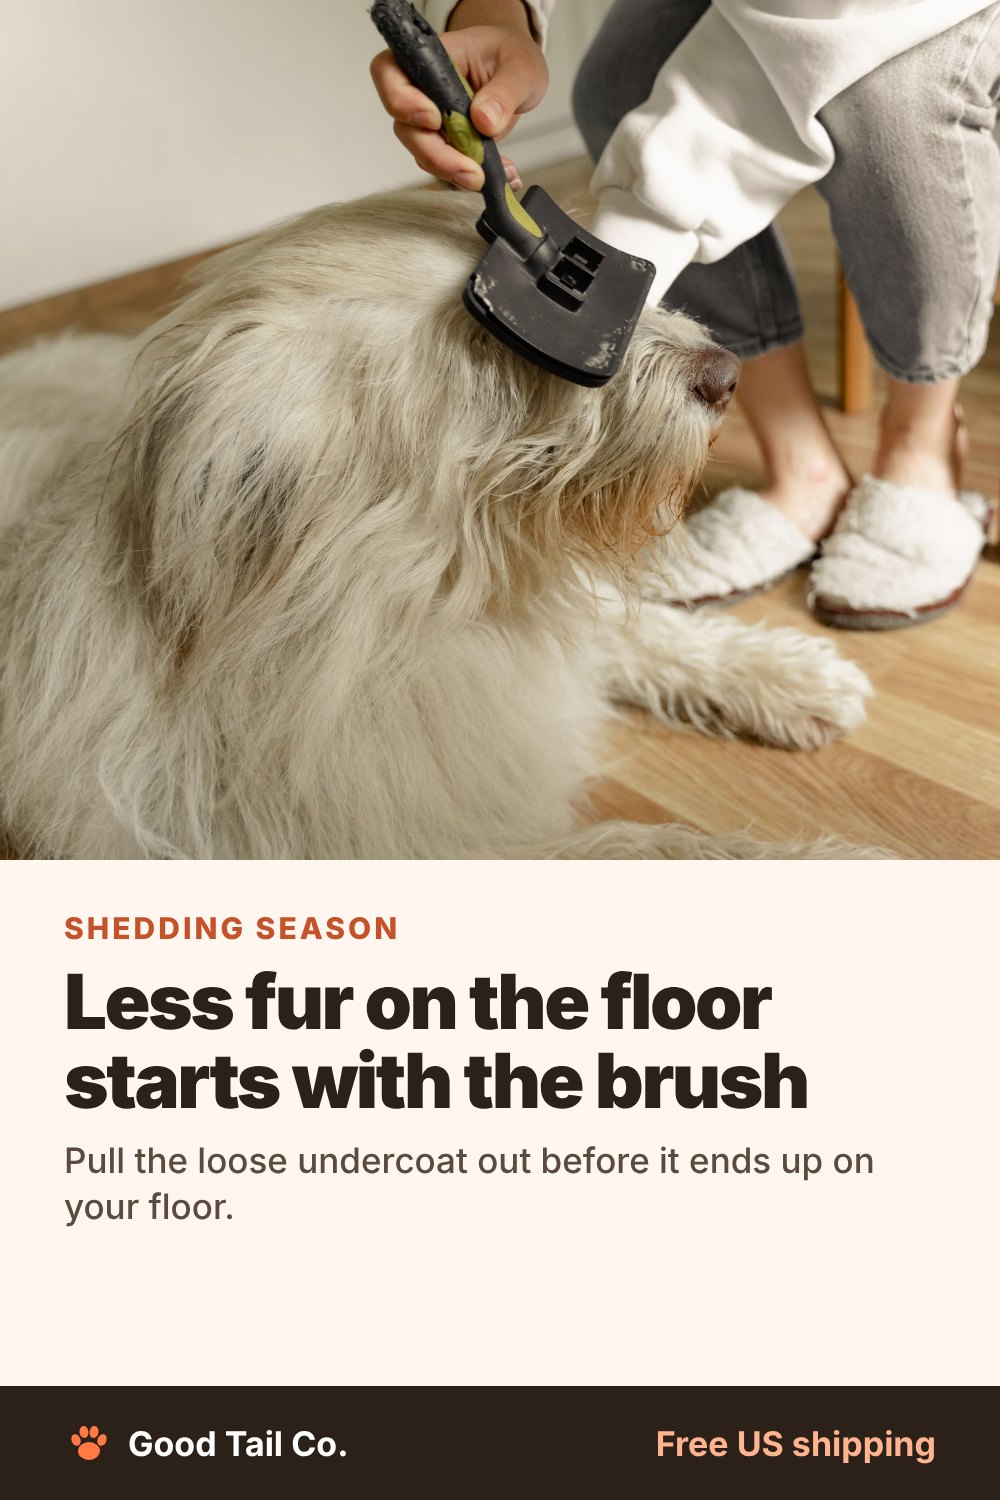 SHEDDING SEASON
Less fur on the floor
starts with the brush
Pull the loose undercoat out before it ends up on
your floor.
Good Tail Co.
Free US shipping